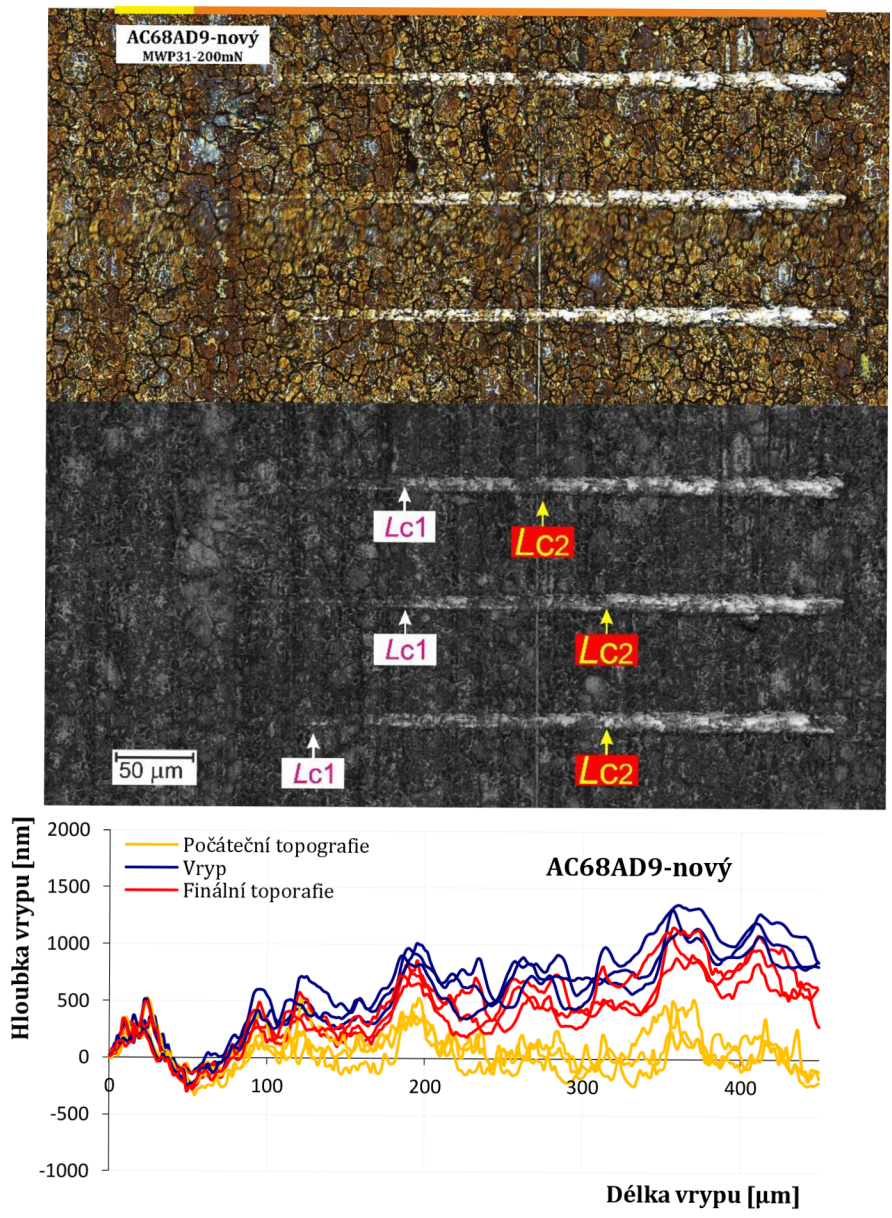 AC68AD9-nový
MWP31-200mN
Lc1
Lc2
Lc1
Lc2
Lc1
Lc2
50 µm
2000
1500
1000
500
0
-500
-1000
0
100
200
300
400
Hloubka vrypu [nm]
Počáteční topografie
Vryp
Finální toporafie
AC68AD9-nový
Délka vrypu [µm]